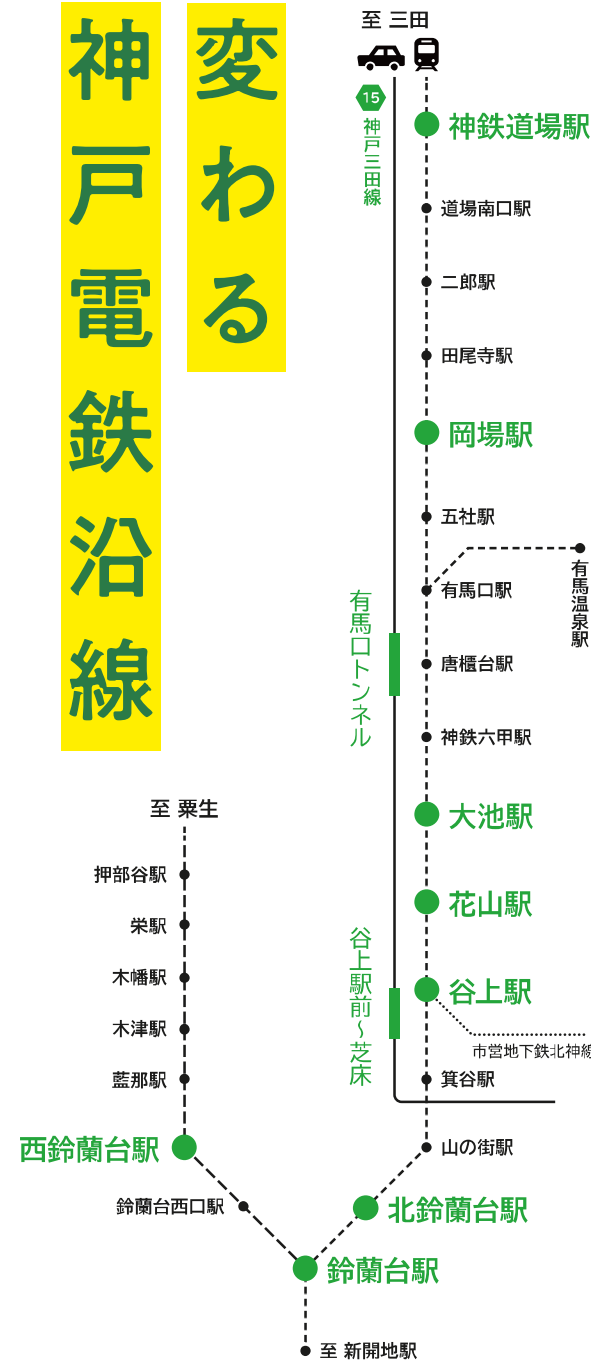 変わる
神戸電鉄沿線
至 三田
15
神戸三田線
神鉄道場駅
道場南口駅
二郎駅
田尾寺駅
岡場駅
五社駅
有馬口駅
有馬温泉駅
有馬口トンネル
唐櫃台駅
神鉄六甲駅
大池駅
花山駅
谷上駅
谷上駅前〜芝床
市営地下鉄北神線
箕谷駅
山の街駅
北鈴蘭台駅
至 粟生
押部谷駅
栄駅
木幡駅
木津駅
藍那駅
西鈴蘭台駅
鈴蘭台西口駅
鈴蘭台駅
至 新開地駅